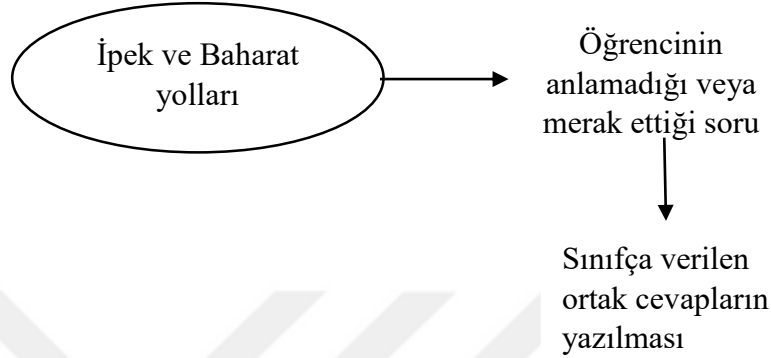 İpek ve Baharat
yolları
Öğrencinin
anlamadığı veya
merak ettiği soru
Sınıfça verilen
ortak cevapların
yazılması